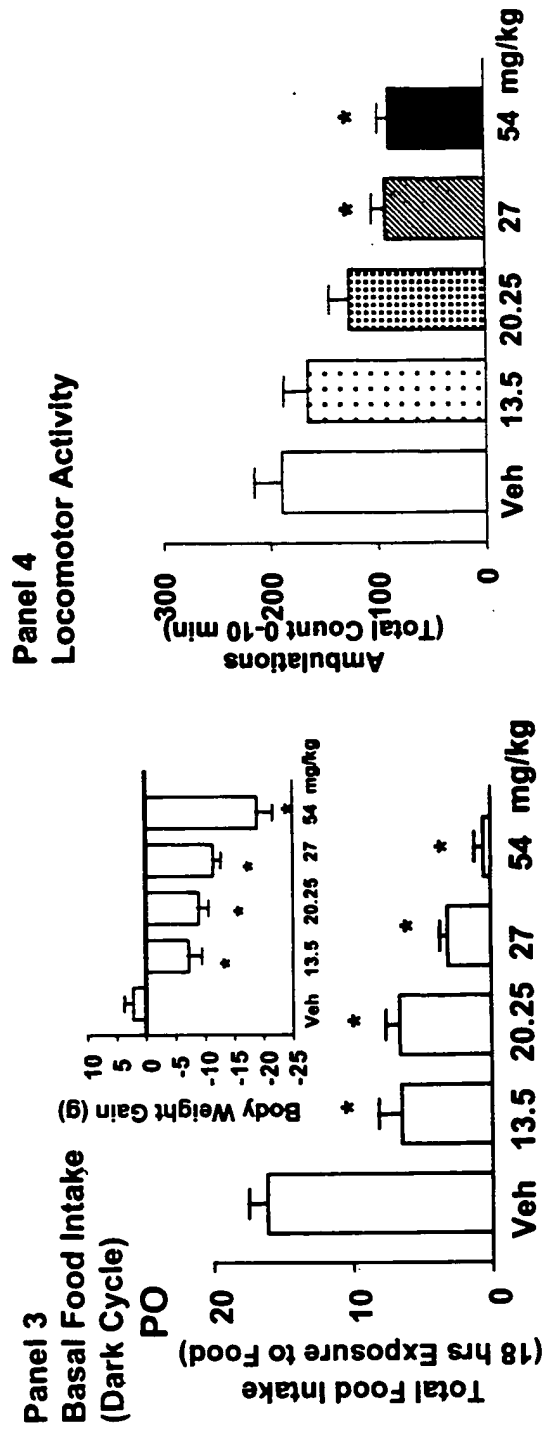 Panel 3
Basal Food Intake
(Dark Cycle)
PO
Total Food Intake
(18 hrs Exposure to Food)
20
10
0
Veh 13.5 20.25 27 54 mg/kg
* * * *
Body Weight Gain (g)
10
5
0
-5
-10
-15
-20
-25
Veh 13.5 20.25 27 54 mg/kg
* * * *
Panel 4
Locomotor Activity
Ambulations
(Total Count 0-10 min)
300
200
100
0
Veh 13.5 20.25 27 54 mg/kg
* *